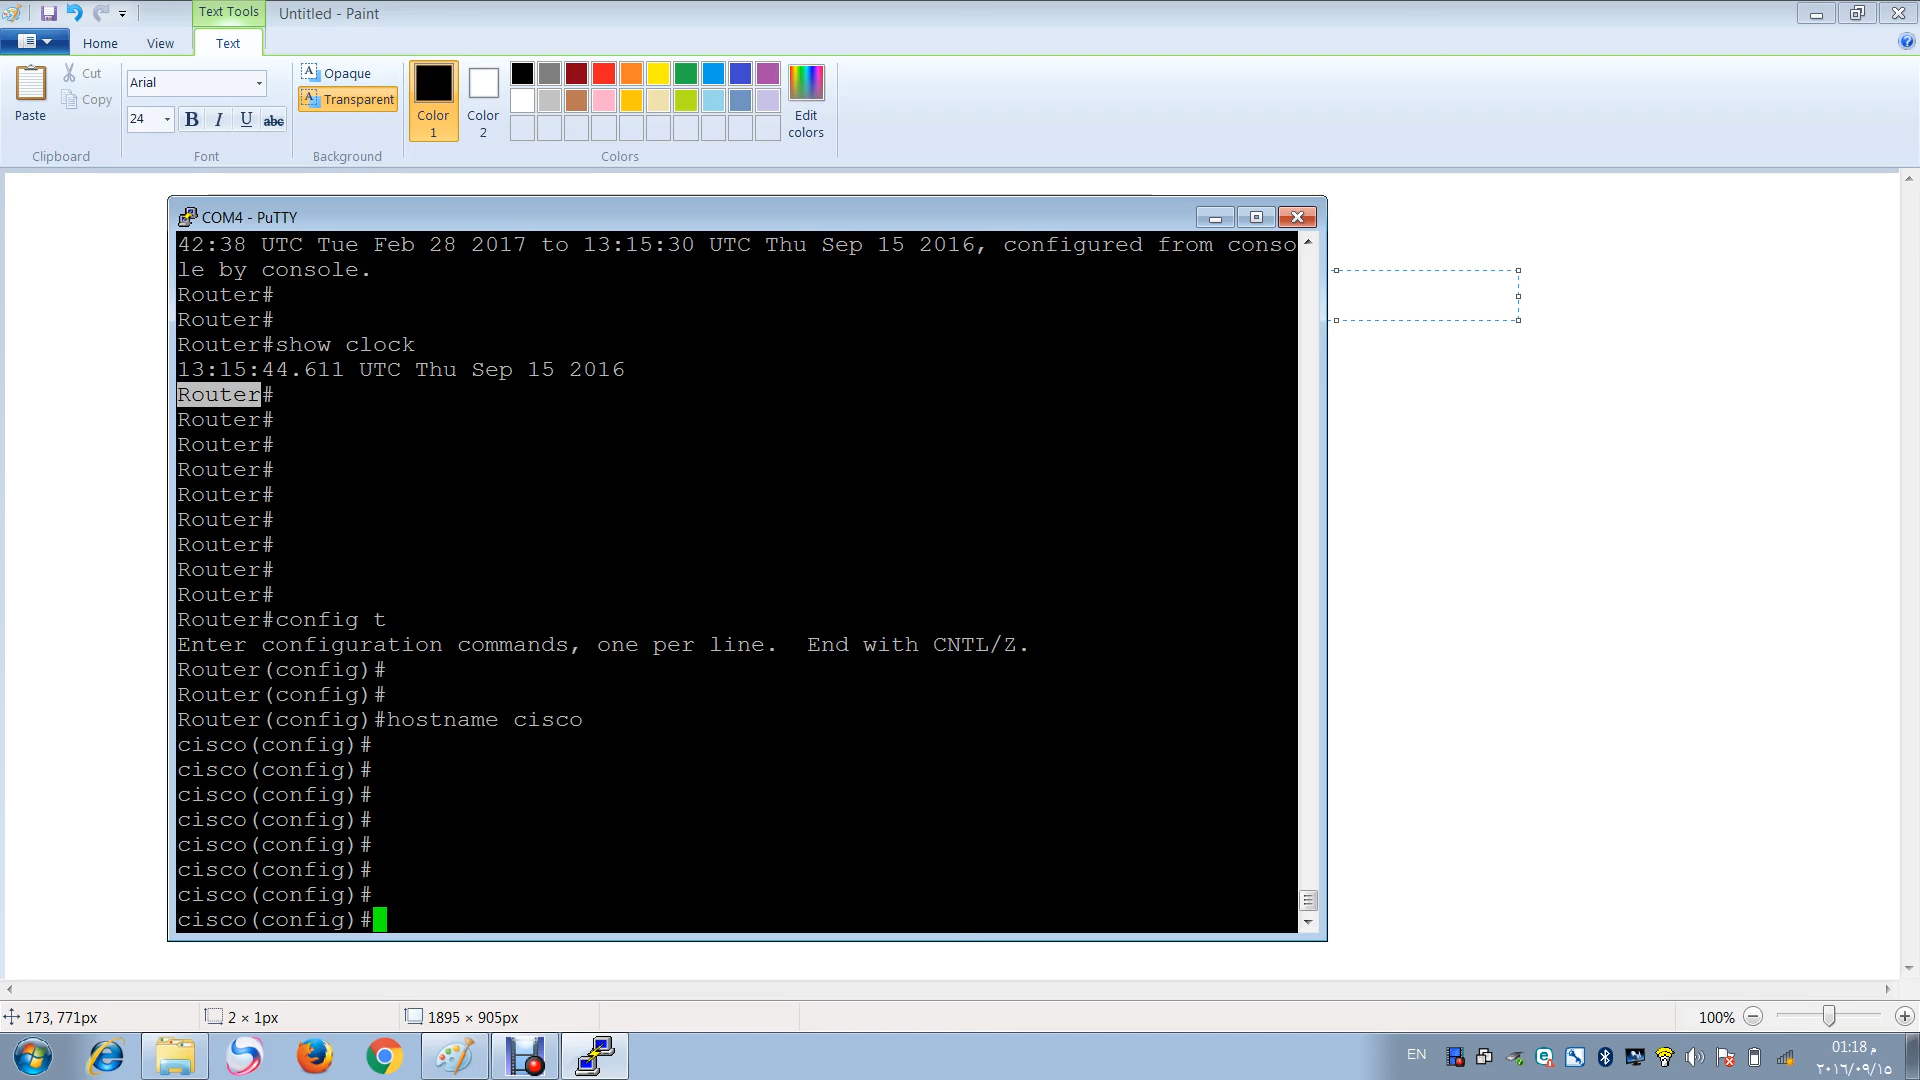 Text Tools
Untitled - Paint
Home
View
Text
Paste
Cut
Copy
Clipboard
Arial
24
B
I
U
abc
Font
Opaque
Transparent
Background
Color
1
Color
2
Edit
colors
Colors
COM4 - PuTTY
42:38 UTC Tue Feb 28 2017 to 13:15:30 UTC Thu Sep 15 2016, configured from conso
le by console.
Router#
Router#
Router#show clock
13:15:44.611 UTC Thu Sep 15 2016
Router#
Router#
Router#
Router#
Router#
Router#
Router#
Router#
Router#
Router#config t
Enter configuration commands, one per line.  End with CNTL/Z.
Router(config)#
Router(config)#
Router(config)#hostname cisco
cisco(config)#
cisco(config)#
cisco(config)#
cisco(config)#
cisco(config)#
cisco(config)#
cisco(config)#
cisco(config)#
173, 771px
2 × 1px
1895 × 905px
100%
EN
01:18 م
٢٠١٦/٠٩/١٥